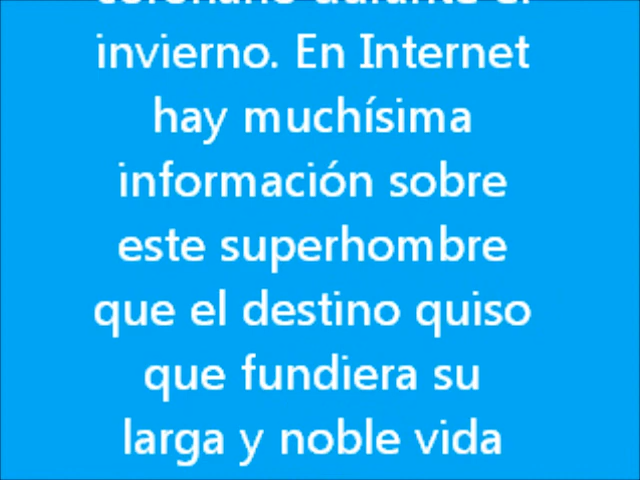 invierno. En Internet
hay muchísima
información sobre
este superhombre
que el destino quiso
que fundiera su
larga y noble vida